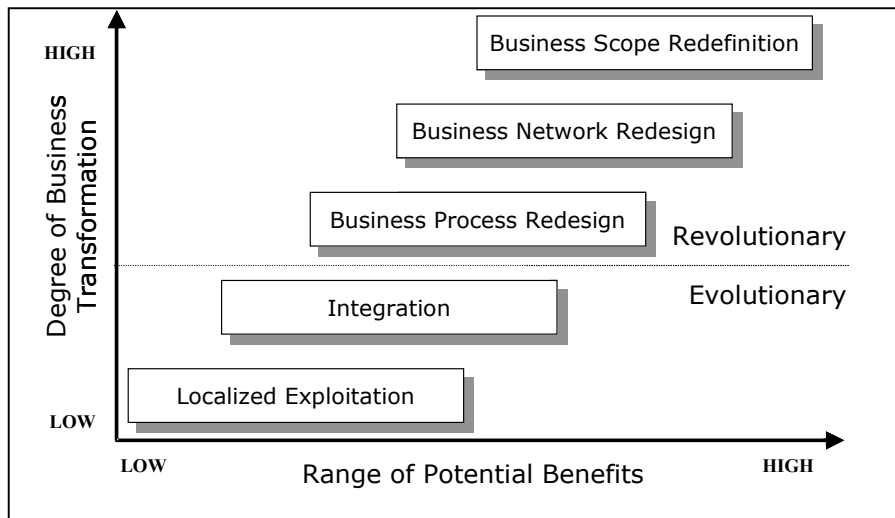 HIGH
Business Scope Redefinition
Business Network Redesign
Business Process Redesign
Revolutionary
Evolutionary
Integration
Localized Exploitation
Degree of Business
Transformation
LOW
LOW
Range of Potential Benefits
HIGH